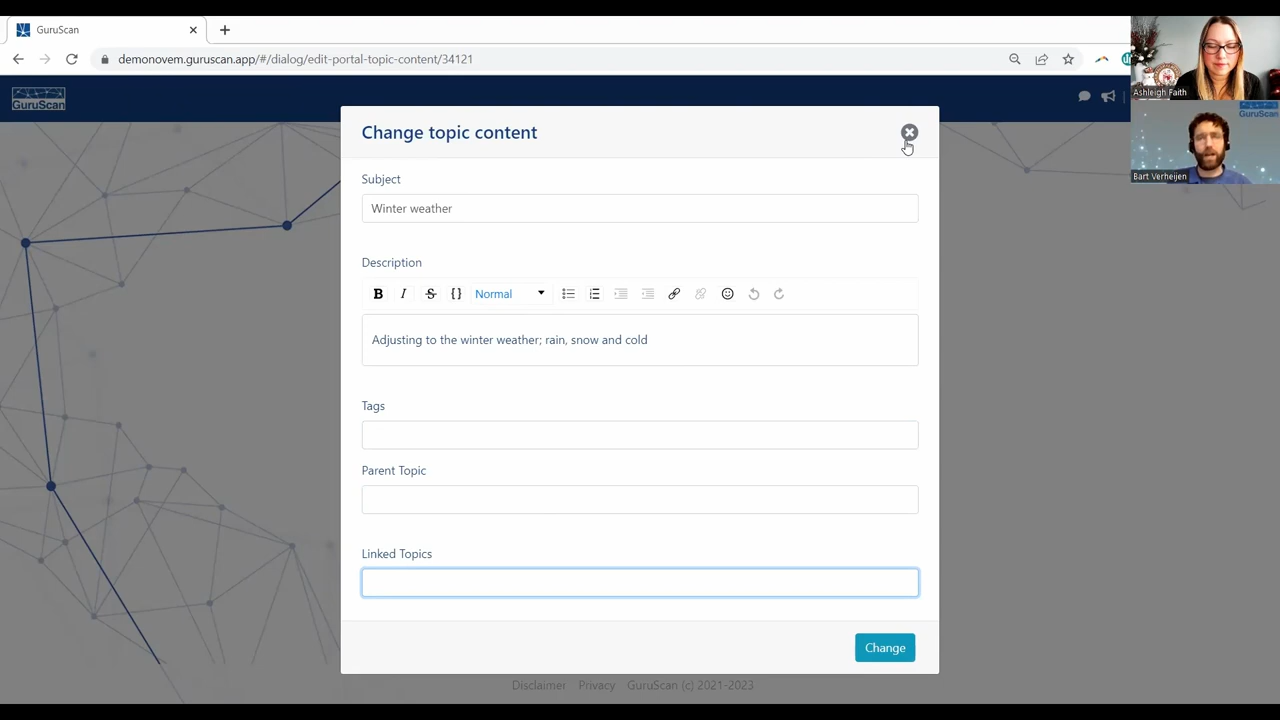 GuruScan
demonovem.guruscan.app/#/dialog/edit-portal-topic-content/34121
GuruScan
Ashleigh Faith
GuruScan
Bart Verheijen
Change topic content
Subject
Winter weather
Description
B I S {} Normal
Adjusting to the winter weather; rain, snow and cold
Tags
Parent Topic
Linked Topics
Change
Disclaimer Privacy GuruScan (c) 2021-2023